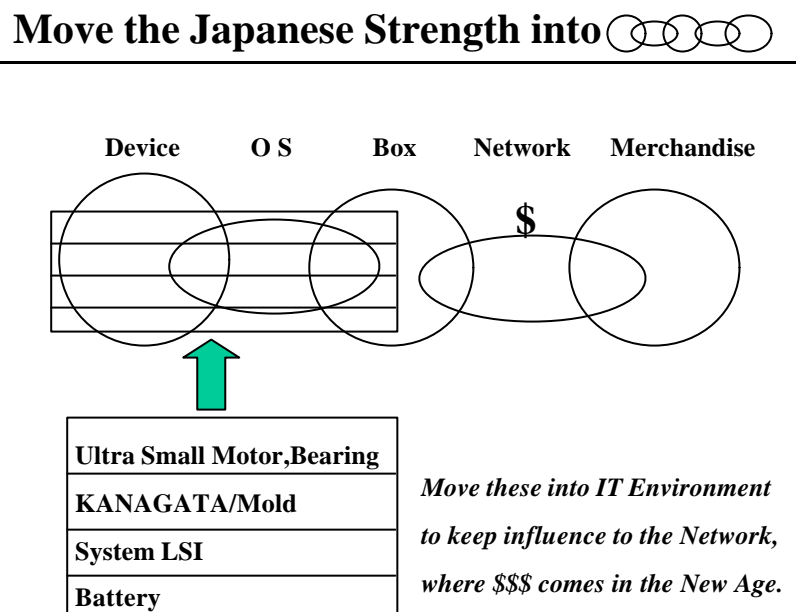 Move the Japanese Strength into
Device O S Box Network Merchandise
$
Ultra Small Motor,Bearing
KANAGATA/Mold
System LSI
Battery
Move these into IT Environment
to keep influence to the Network,
where $$$ comes in the New Age.